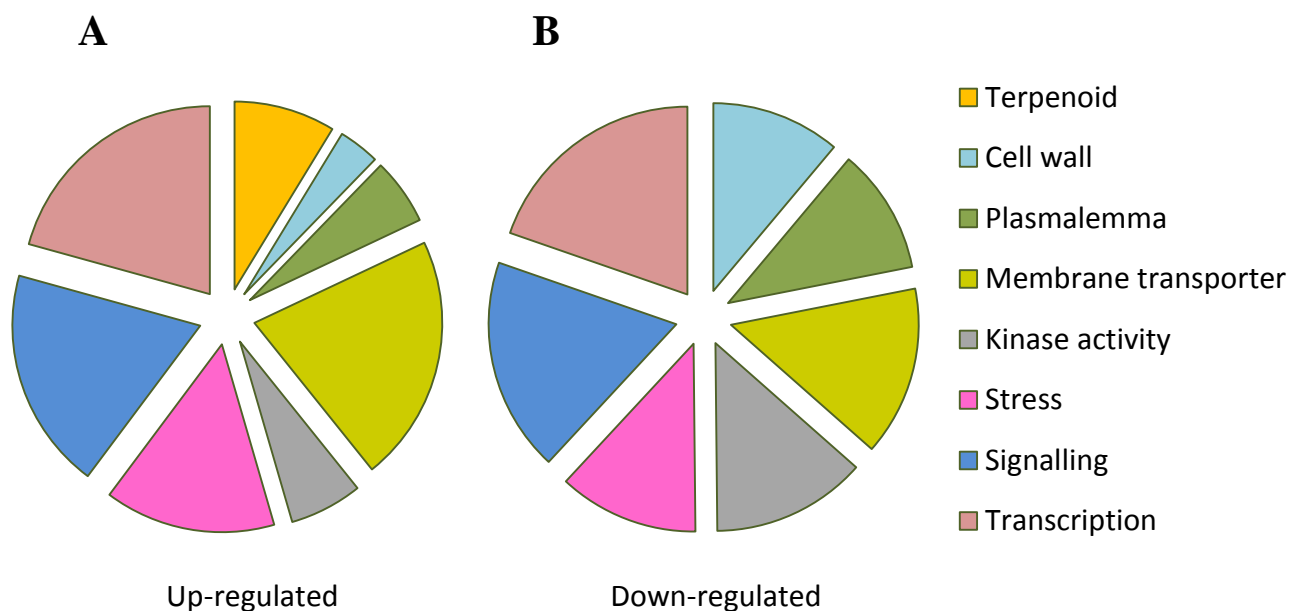 A
B
Terpenoid
Cell wall
Plasmalemma
Membrane transporter
Kinase activity
Stress
Signalling
Transcription
Up-regulated
Down-regulated